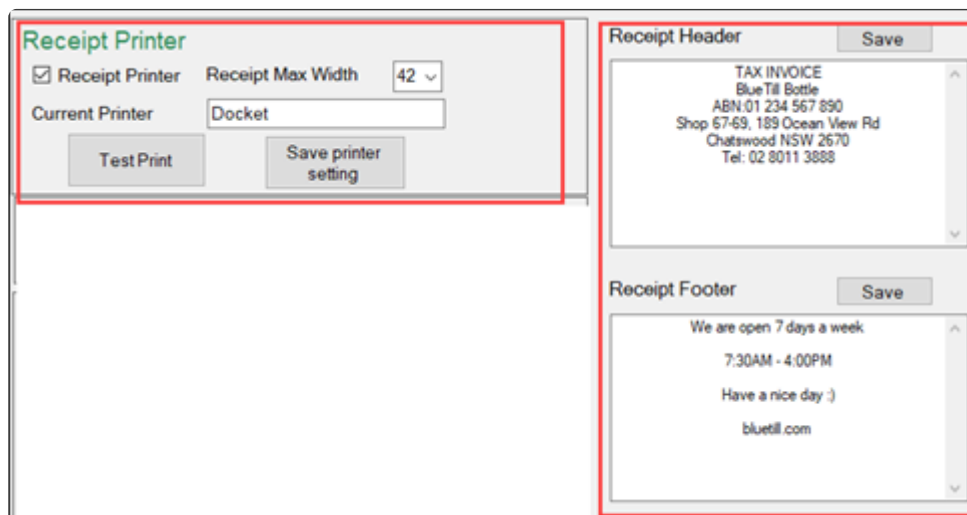 Receipt Printer
Receipt Printer Receipt Max Width 42
Current Printer Docket
Test Print Save printer
setting
Receipt Header Save
TAX INVOICE
BlueTill Bottle
ABN:01 234 567 890
Shop 67-69, 189 Ocean View Rd
Chatswood NSW 2670
Tel: 02 8011 3888
Receipt Footer Save
We are open 7 days a week
7:30AM - 4:00PM
Have a nice day :)
bluetill.com